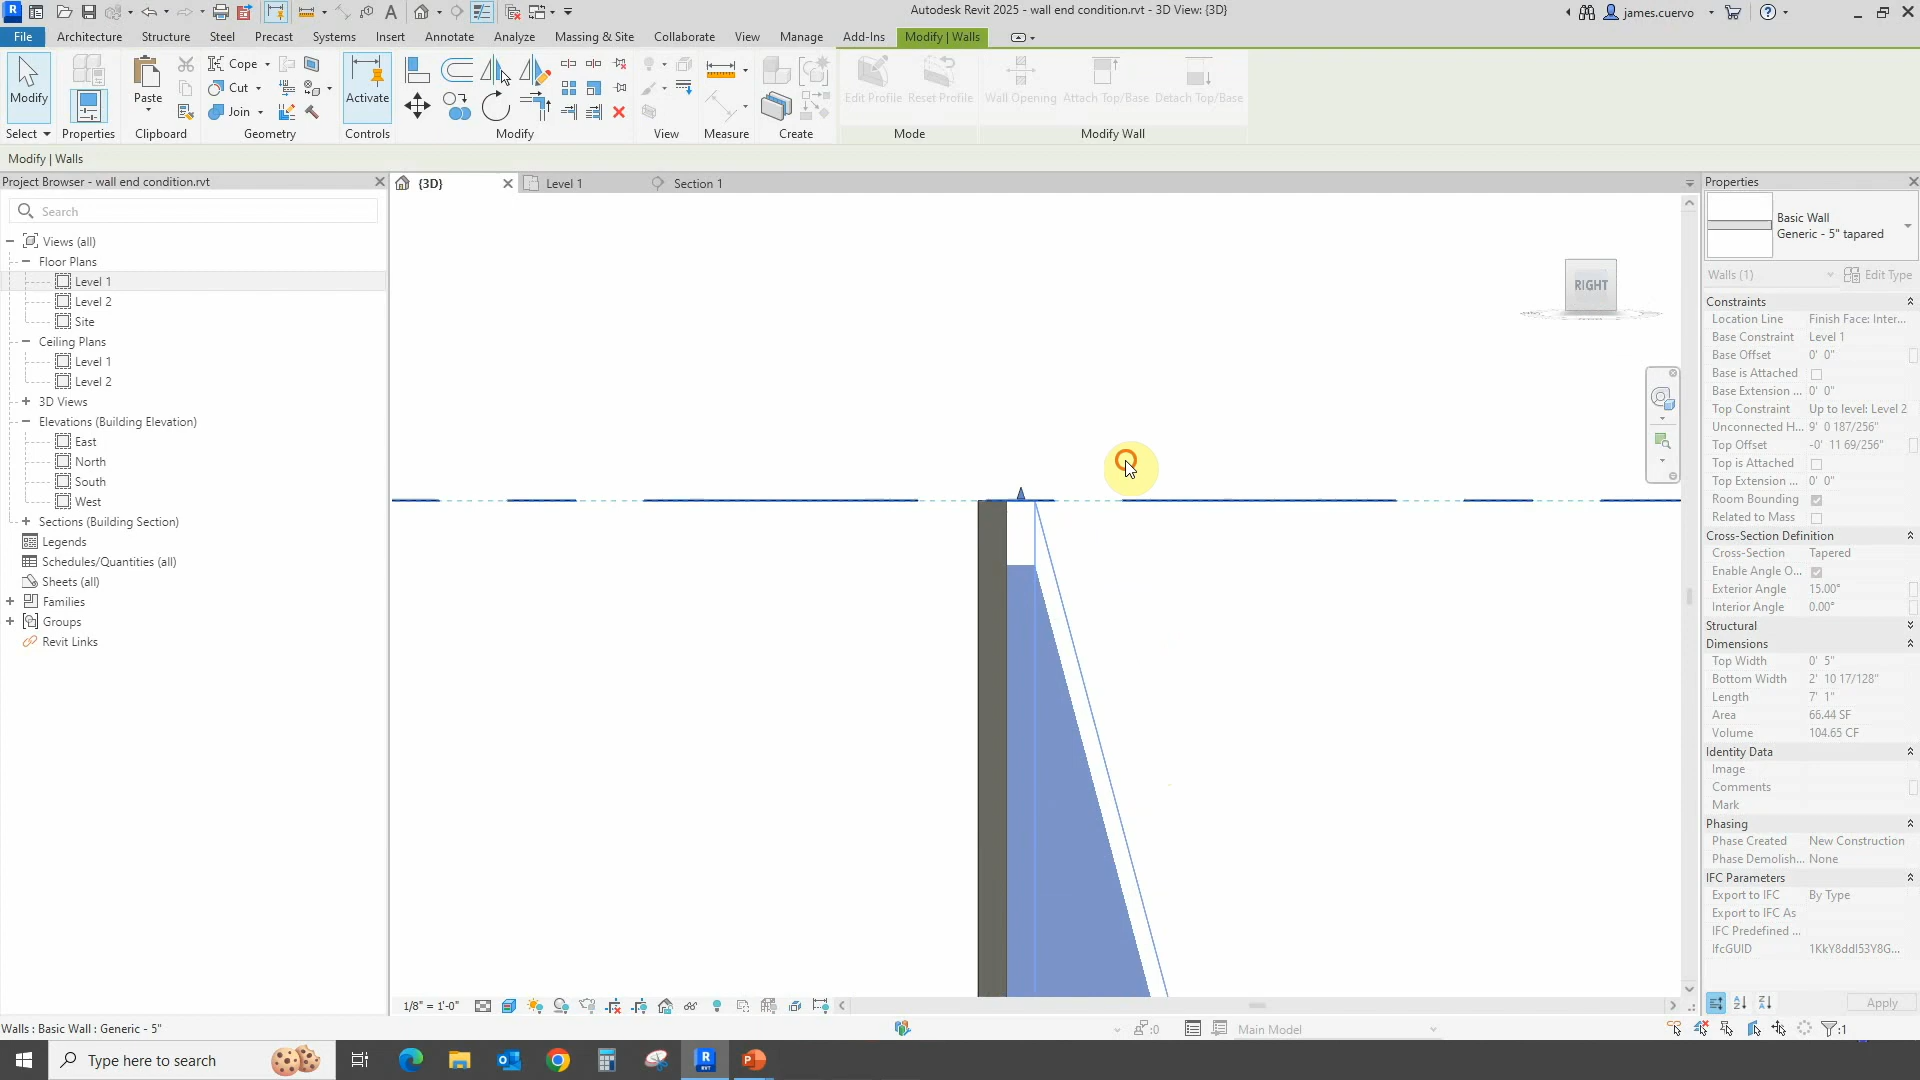 Autodesk Revit 2025 - wall end condition.rvt - 3D View: {3D}
james.cuervo
File Architecture Structure Steel Precast Systems Insert Annotate Analyze Massing & Site Collaborate View Manage Add-Ins Modify | Walls
Modify
Paste
Cope
Cut
Join
Activate
Edit Profile Reset Profile Wall Opening Attach Top/Base Detach Top/Base
Select Properties Clipboard Geometry Controls Modify View Measure Create Mode Modify Wall
Modify | Walls
Project Browser - wall end condition.rvt
Search
Views (all)
Floor Plans
Level 1
Level 2
Site
Ceiling Plans
Level 1
Level 2
3D Views
Elevations (Building Elevation)
East
North
South
West
Sections (Building Section)
Legends
Schedules/Quantities (all)
Sheets (all)
Families
Groups
Revit Links
{3D}
Level 1
Section 1
RIGHT
1/8" = 1'-0"
Properties
Basic Wall
Generic - 5" tapered
Walls (1) Edit Type
Constraints
Location Line Finish Face: Inter...
Base Constraint Level 1
Base Offset 0' 0"
Base is Attached
Base Extension ... 0' 0"
Top Constraint Up to level: Level 2
Unconnected H... 9' 0 187/256"
Top Offset -0' 11 69/256"
Top is Attached
Top Extension ... 0' 0"
Room Bounding
Related to Mass
Cross-Section Definition
Cross-Section Tapered
Enable Angle O...
Exterior Angle 15.00°
Interior Angle 0.00°
Structural
Dimensions
Top Width 0' 5"
Bottom Width 2' 10 17/128"
Length 7' 1"
Area 66.44 SF
Volume 104.65 CF
Identity Data
Image
Comments
Mark
Phasing
Phase Created New Construction
Phase Demolish... None
IFC Parameters
Export to IFC By Type
Export to IFC As
IFC Predefined ...
IfcGUID 1KkY8ddI53Y8G...
Apply
Walls : Basic Wall : Generic - 5"
:0
Main Model
:1
Type here to search